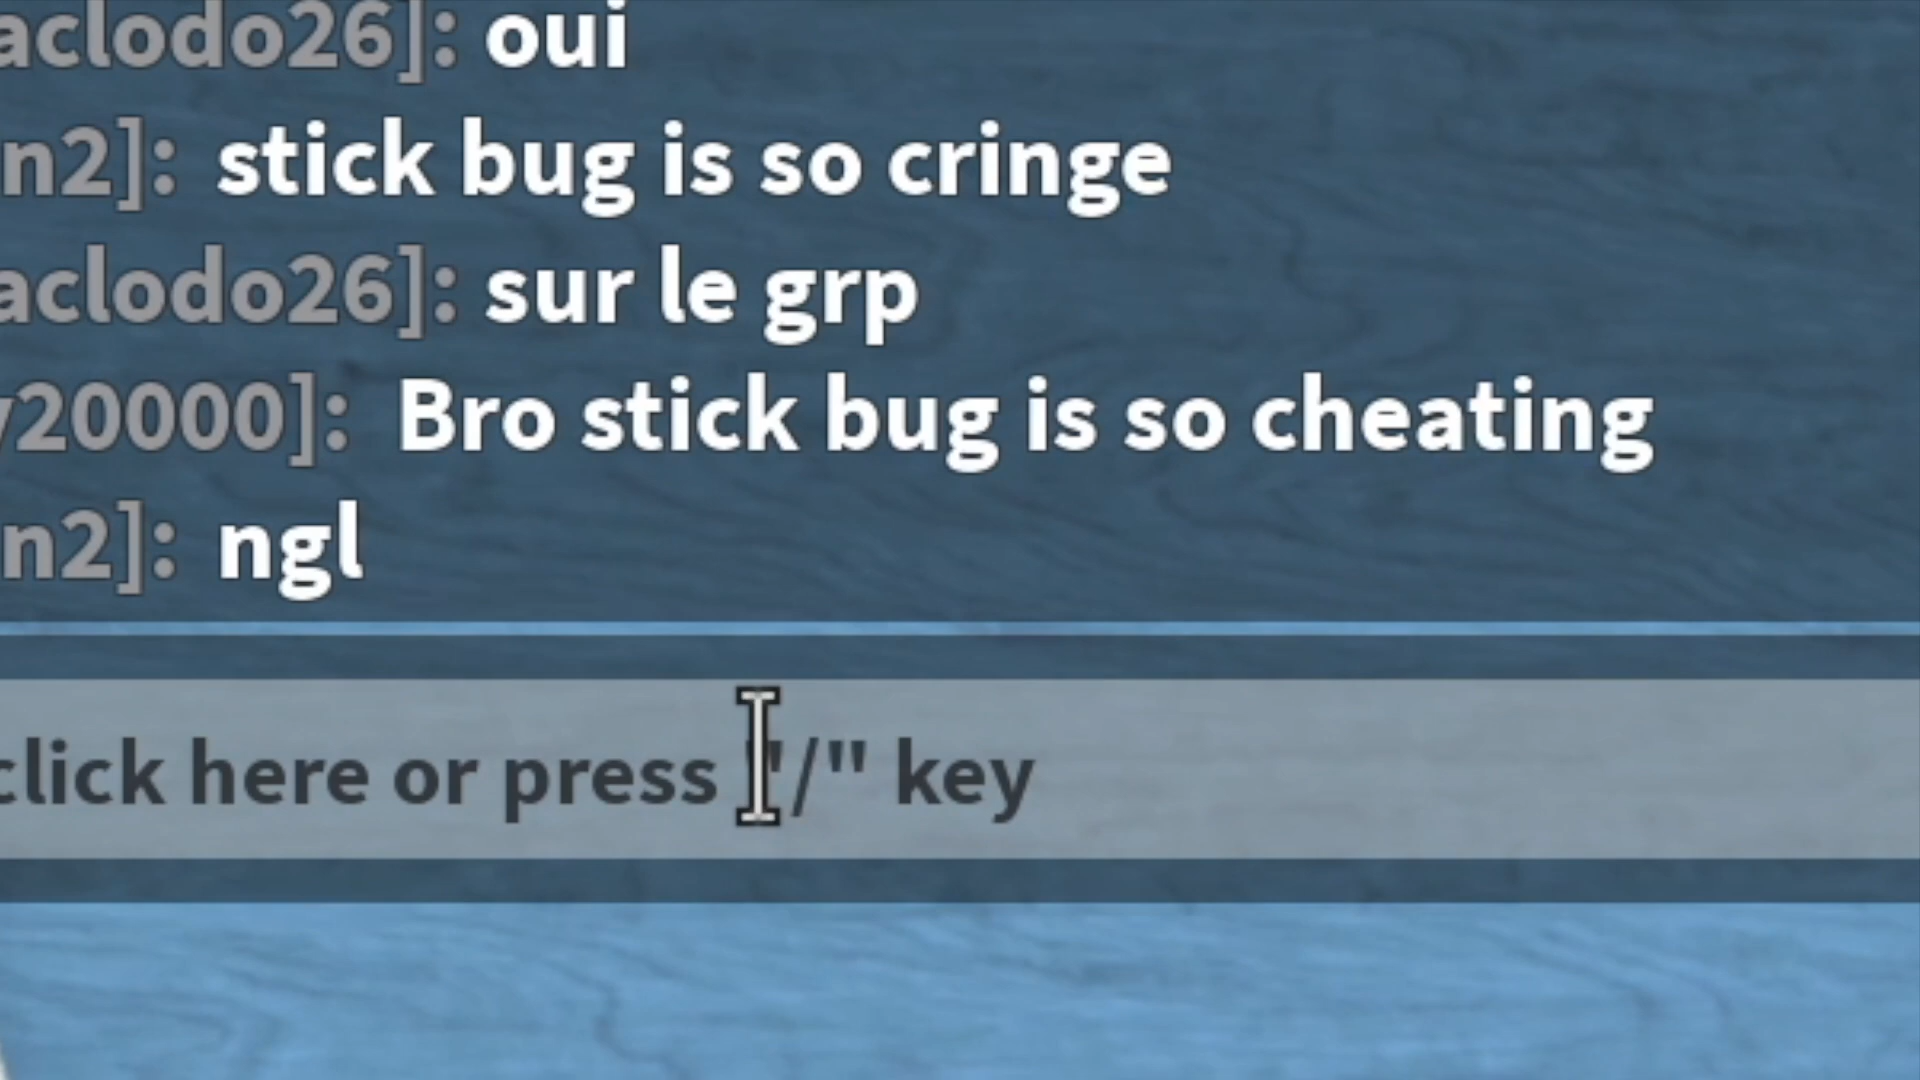 aclodo26]: oui
n2]: stick bug is so cringe
aclodo26]: sur le grp
y20000]: Bro stick bug is so cheating
n2]: ngl
click here or press "/" key